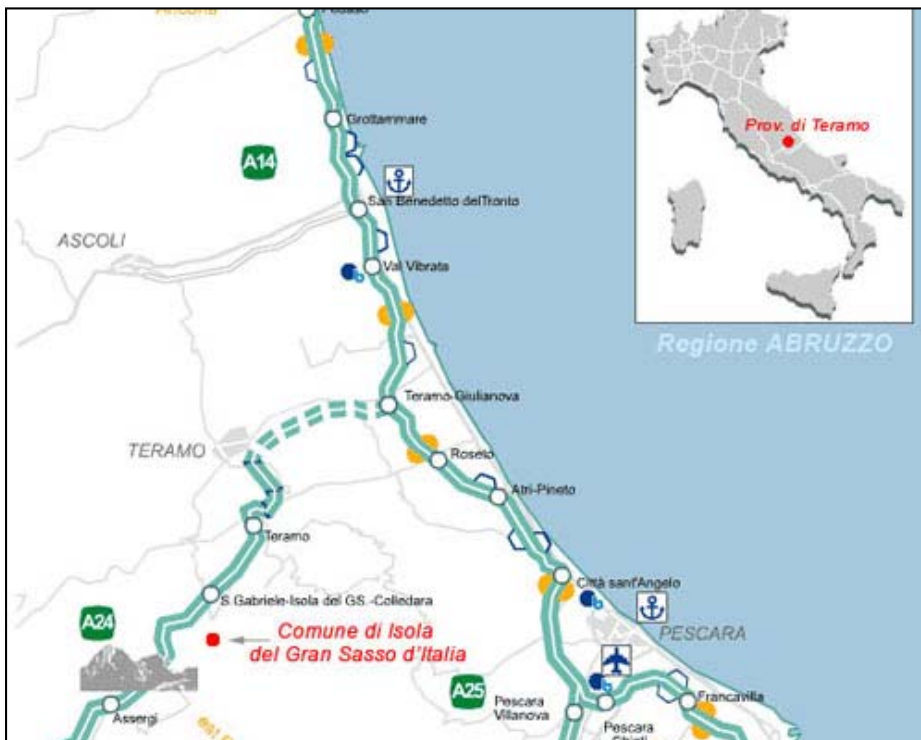 Grottammare
A14
San Benedetto delTronto
Prov. di Teramo
ASCOLI
Val Vibrata
Regione ABRUZZO
Teramo-Giulianova
TERAMO
Roseto
Atri-Pineto
Teramo
Città sant'Angelo
S.Gabriele-Isola del GS.-Colledara
A24
Comune di Isola
del Gran Sasso d'Italia
PESCARA
A25
Assergi
Pescara
Villanova
Francavilla
Pescara